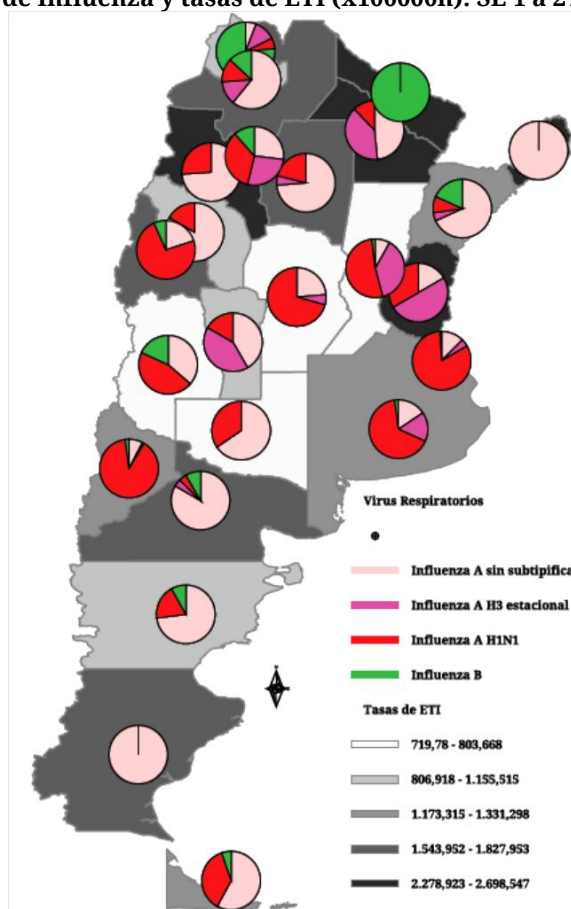 de Influenza y tasas de ETI (x100000h). SE 1 a 2
Virus Respiratorios
Influenza A sin subtipifica
Influenza A H3 estacional
Influenza A H1N1
Influenza B
Tasas de ETI
719,78 - 803,668
806,918 - 1.155,515
1.173,315 - 1.331,298
1.543,952 - 1.827,953
2.278,923 - 2.698,547